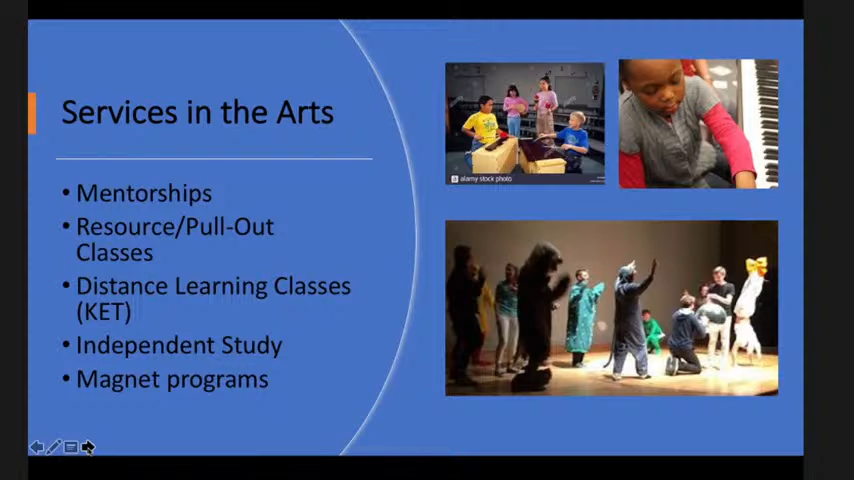 Services in the Arts
• Mentorships
• Resource/Pull-Out
Classes
• Distance Learning Classes
(KET)
• Independent Study
• Magnet programs
alamy stock photo